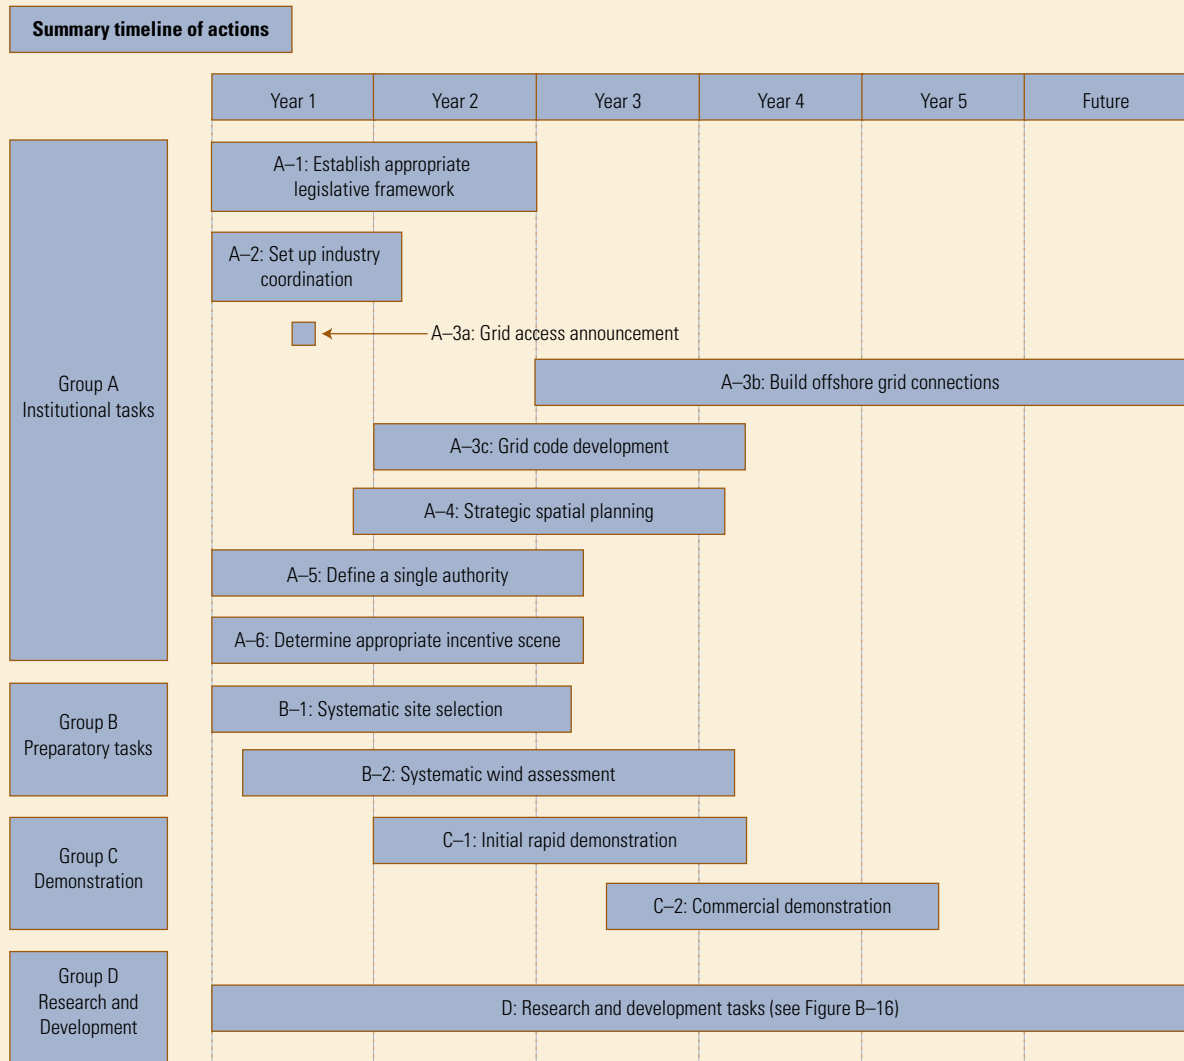 Summary timeline of actions
Year 1
Year 2
Year 3
Year 4
Year 5
Future
Group A
Institutional tasks
A–1: Establish appropriate
legislative framework
A–2: Set up industry
coordination
A–3a: Grid access announcement
A–3b: Build offshore grid connections
A–3c: Grid code development
A–4: Strategic spatial planning
A–5: Define a single authority
A–6: Determine appropriate incentive scene
Group B
Preparatory tasks
B–1: Systematic site selection
B–2: Systematic wind assessment
Group C
Demonstration
C–1: Initial rapid demonstration
C–2: Commercial demonstration
Group D
Research and
Development
D: Research and development tasks (see Figure B–16)